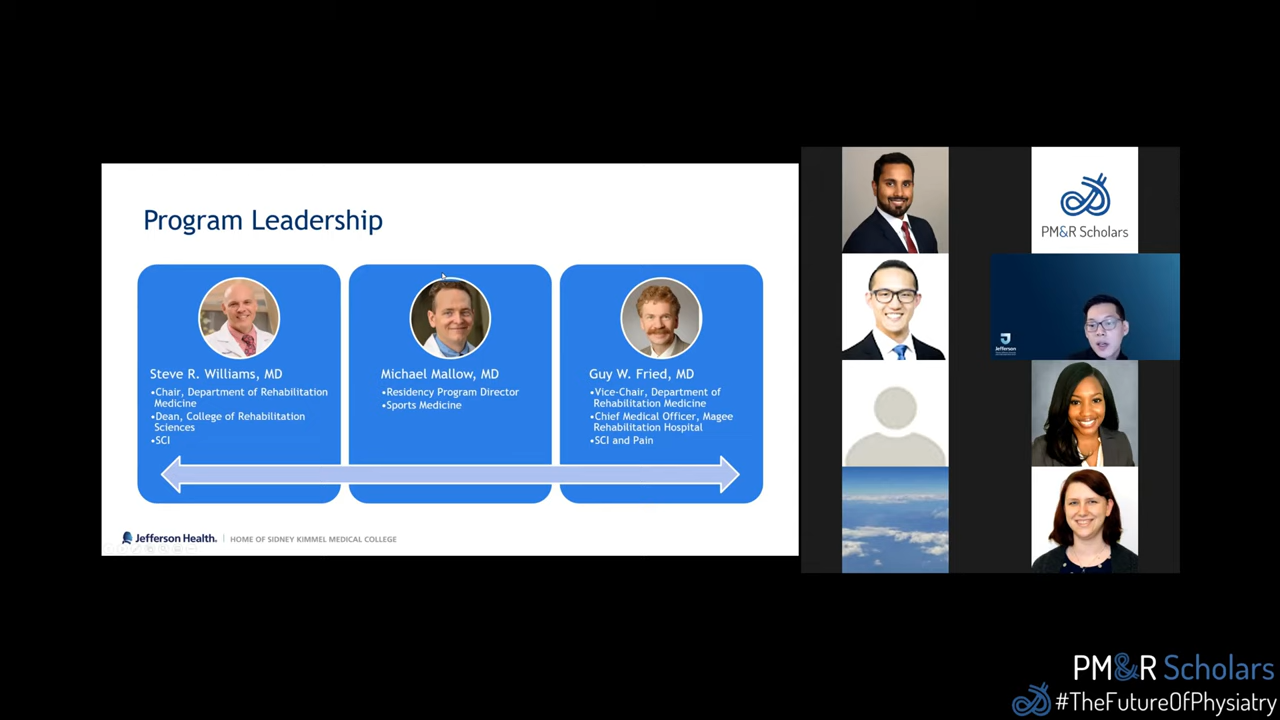 Program Leadership
Steve R. Williams, MD
•Chair, Department of Rehabilitation
Medicine
•Dean, College of Rehabilitation
Sciences
•SCI
Michael Mallow, MD
•Residency Program Director
•Sports Medicine
Guy W. Fried, MD
•Vice-Chair, Department of
Rehabilitation Medicine
•Chief Medical Officer, Magee
Rehabilitation Hospital
•SCI and Pain
Jefferson Health. | HOME OF SIDNEY KIMMEL MEDICAL COLLEGE
PM&R Scholars
Jefferson
PM&R Scholars
#TheFutureOfPhysiatry